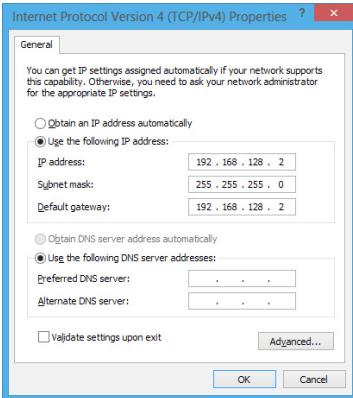 Internet Protocol Version 4 (TCP/IPv4) Properties ? ×
General
You can get IP settings assigned automatically if your network supports
this capability. Otherwise, you need to ask your network administrator
for the appropriate IP settings.
Obtain an IP address automatically
Use the following IP address:
IP address: 192 . 168 . 128 . 2
Subnet mask: 255 . 255 . 255 . 0
Default gateway: 192 . 168 . 128 . 2
Obtain DNS server address automatically
Use the following DNS server addresses:
Preferred DNS server: . . .
Alternate DNS server: . . .
Validate settings upon exit
Advanced...
OK Cancel